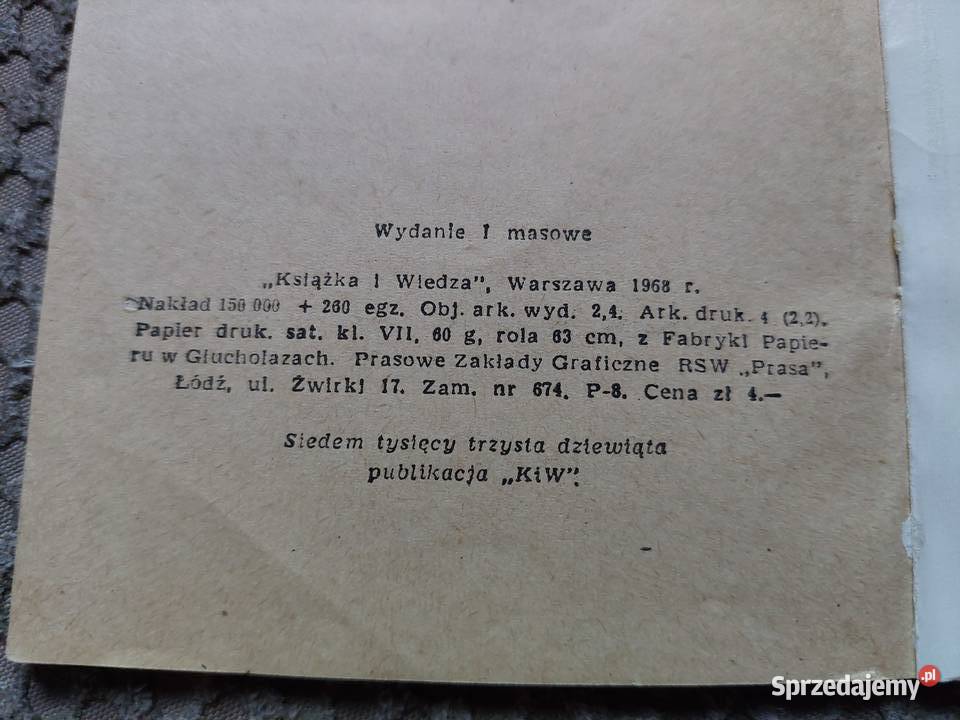 Wydanie I masowe
„Książka i Wiedza”, Warszawa 1968 r.
Nakład 150 000 + 260 egz. Obj. ark. wyd. 2,4. Ark. druk. 4 (2,2).
Papier druk. sat. kl. VII, 60 g, rola 63 cm, z Fabryki Papie-
ru w Głuchołazach. Prasowe Zakłady Graficzne RSW „Prasa”,
Łódź, ul. Żwirki 17. Zam. nr 674. P-8. Cena zł 4.—
Siedem tysięcy trzysta dziewiąta
publikacja „KiW”.
Sprzedajemy.pl